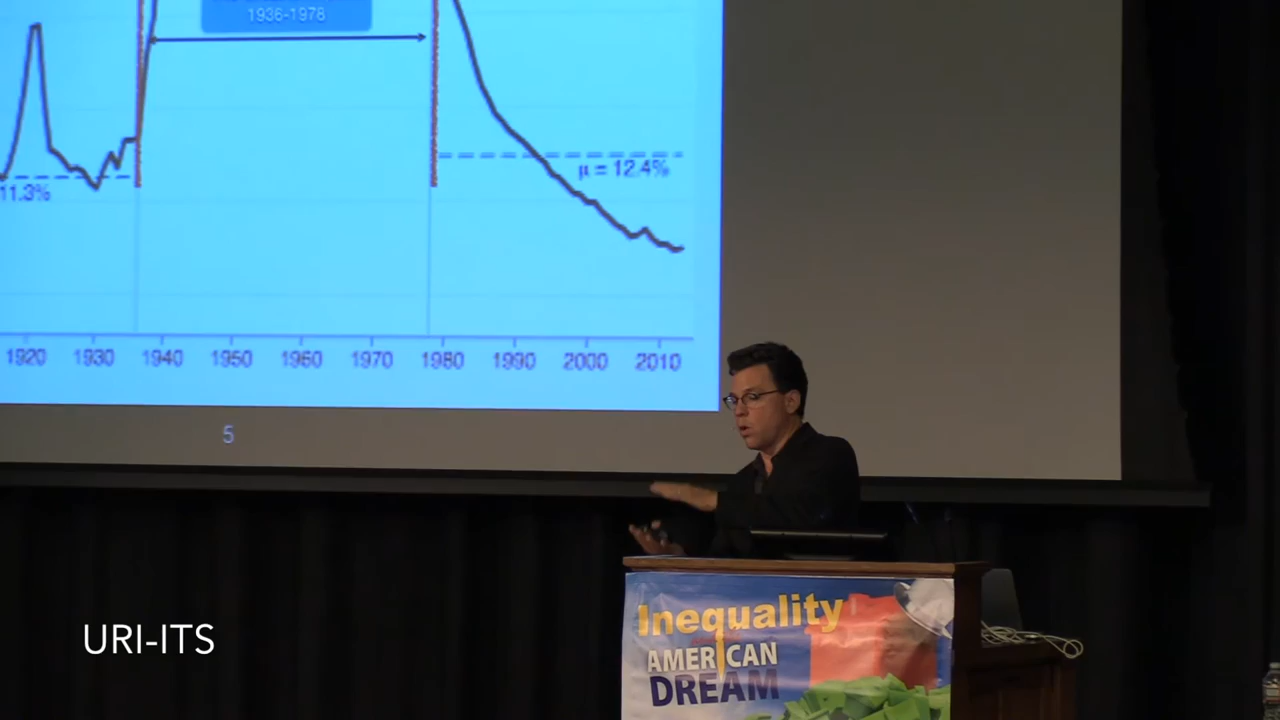 1936-1978
11.3%
μ = 12.4%
1920 1930 1940 1950 1960 1970 1980 1990 2000 2010
5
Inequality
AMERICAN
DREAM
URI-ITS